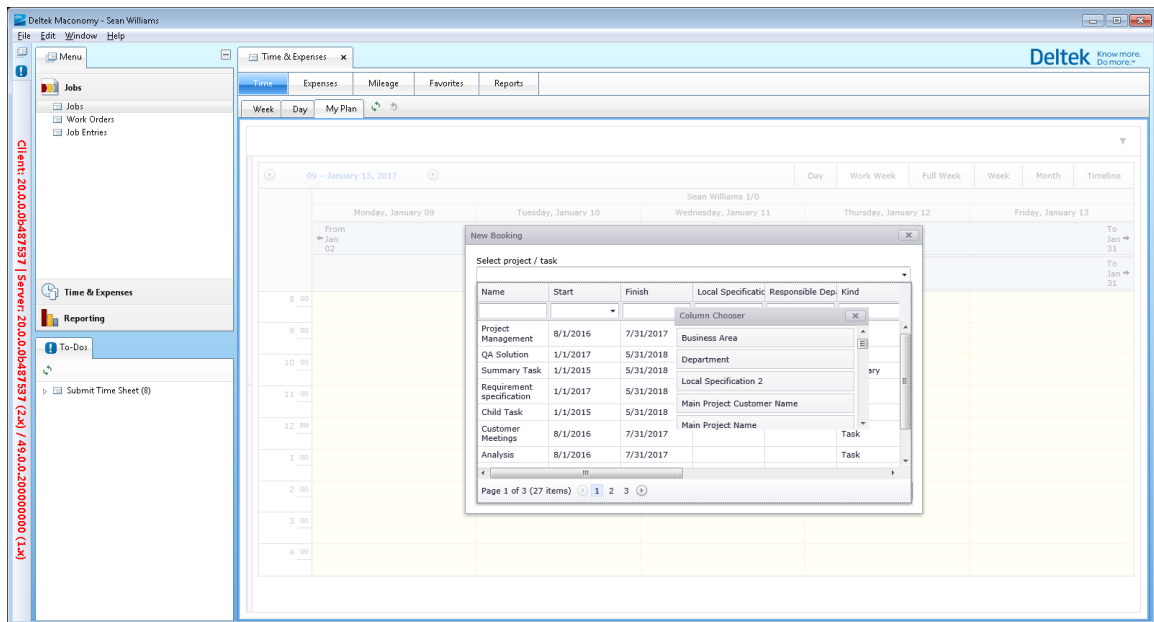 Deltek Maconomy - Sean Williams
File Edit Window Help
Menu
Jobs
Jobs
Work Orders
Job Entries
Time & Expenses
Reporting
To-Dos
Submit Time Sheet (8)
Client: 20.0.0.0b487537 | Server: 20.0.0.0b487537 (2.x) / 49.0.0.200000000 (1.x)
Time & Expenses x
Deltek Know more.
Do more.™
Time Expenses Mileage Favorites Reports
Week Day My Plan
09 – January 13, 2017 Day Work Week Full Week Week Month Timeline
Sean Williams 1/0
Monday, January 09 Tuesday, January 10 Wednesday, January 11 Thursday, January 12 Friday, January 13
From
Jan
02
To
Jan
31
To
Jan
31
8 00
9 00
10 00
11 00
12 PM
1 00
2 00
3 00
4 00
New Booking
Select project / task
Name Start Finish Local Specificatio Responsible Depa Kind
Project
Management 8/1/2016 7/31/2017
QA Solution 1/1/2017 5/31/2018
Summary Task 1/1/2015 5/31/2018 ary
Requirement
specification 1/1/2017 5/31/2018
Child Task 1/1/2015 5/31/2018
Customer
Meetings 8/1/2016 7/31/2017 Task
Analysis 8/1/2016 7/31/2017 Task
Page 1 of 3 (27 items) 1 2 3
Column Chooser
Business Area
Department
Local Specification 2
Main Project Customer Name
Main Project Name